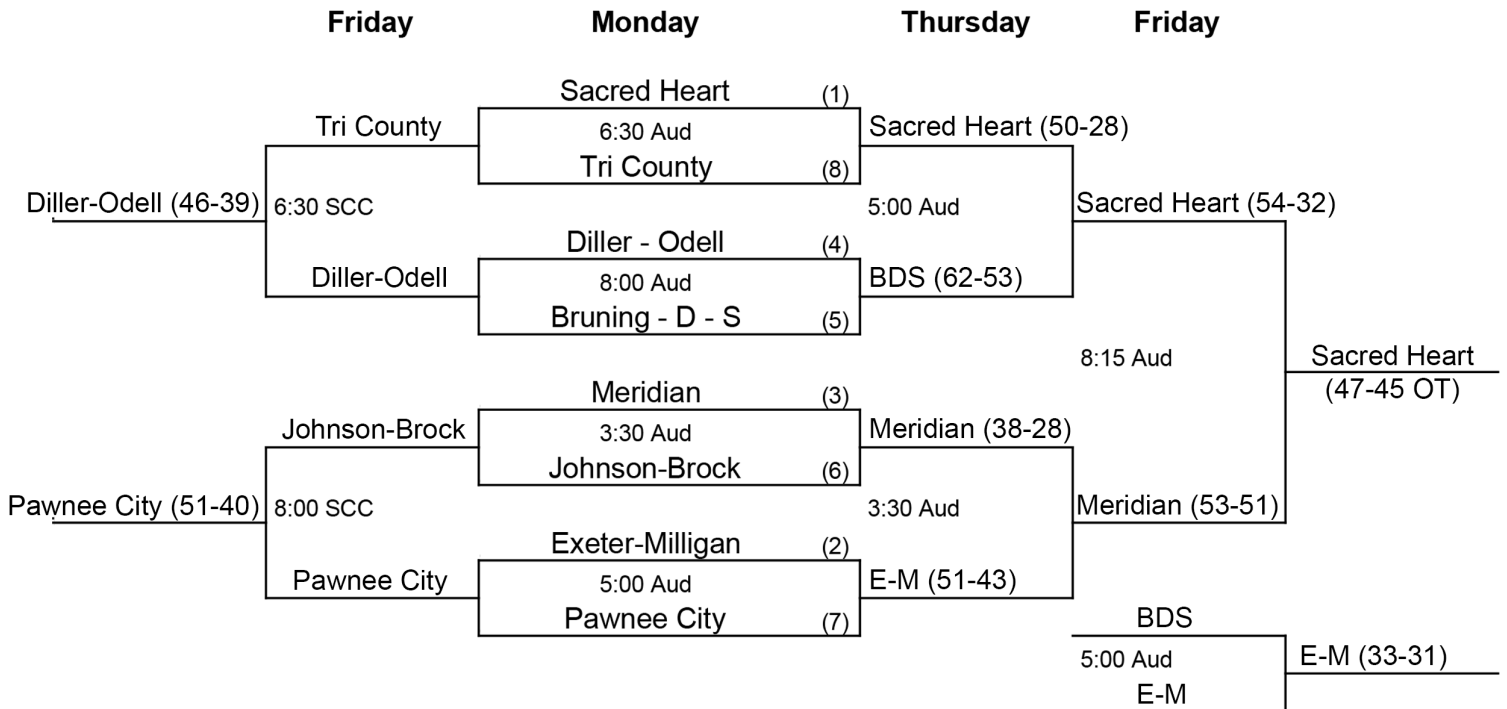 Friday Monday Thursday Friday
Sacred Heart (1)
Tri County 6:30 Aud Sacred Heart (50-28)
Tri County (8)
Diller-Odell (46-39) 6:30 SCC 5:00 Aud Sacred Heart (54-32)
Diller - Odell (4)
Diller-Odell 8:00 Aud BDS (62-53)
Bruning - D - S (5)
8:15 Aud Sacred Heart
(47-45 OT)
Meridian (3)
Johnson-Brock 3:30 Aud Meridian (38-28)
Johnson-Brock (6)
Pawnee City (51-40) 8:00 SCC 3:30 Aud Meridian (53-51)
Exeter-Milligan (2)
Pawnee City 5:00 Aud E-M (51-43)
Pawnee City (7)
BDS
5:00 Aud E-M (33-31)
E-M